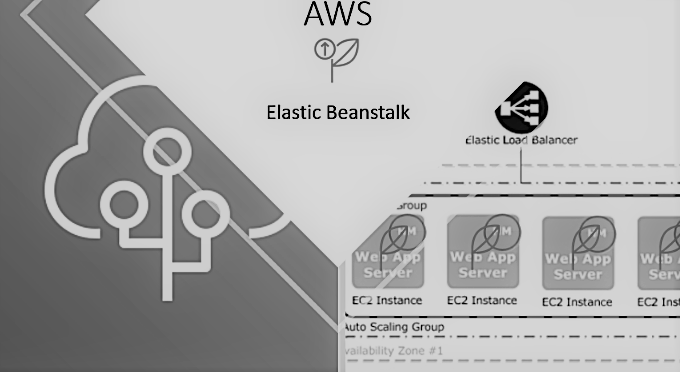 AWS
Elastic Beanstalk
Elastic Load Balancer
Group
Web App
Server
EC2 Instance
Web App
Server
EC2 Instance
Web App
Server
EC2 Instance
Web App
Serv
EC2 Inst
Auto Scaling Group
vailability Zone #1